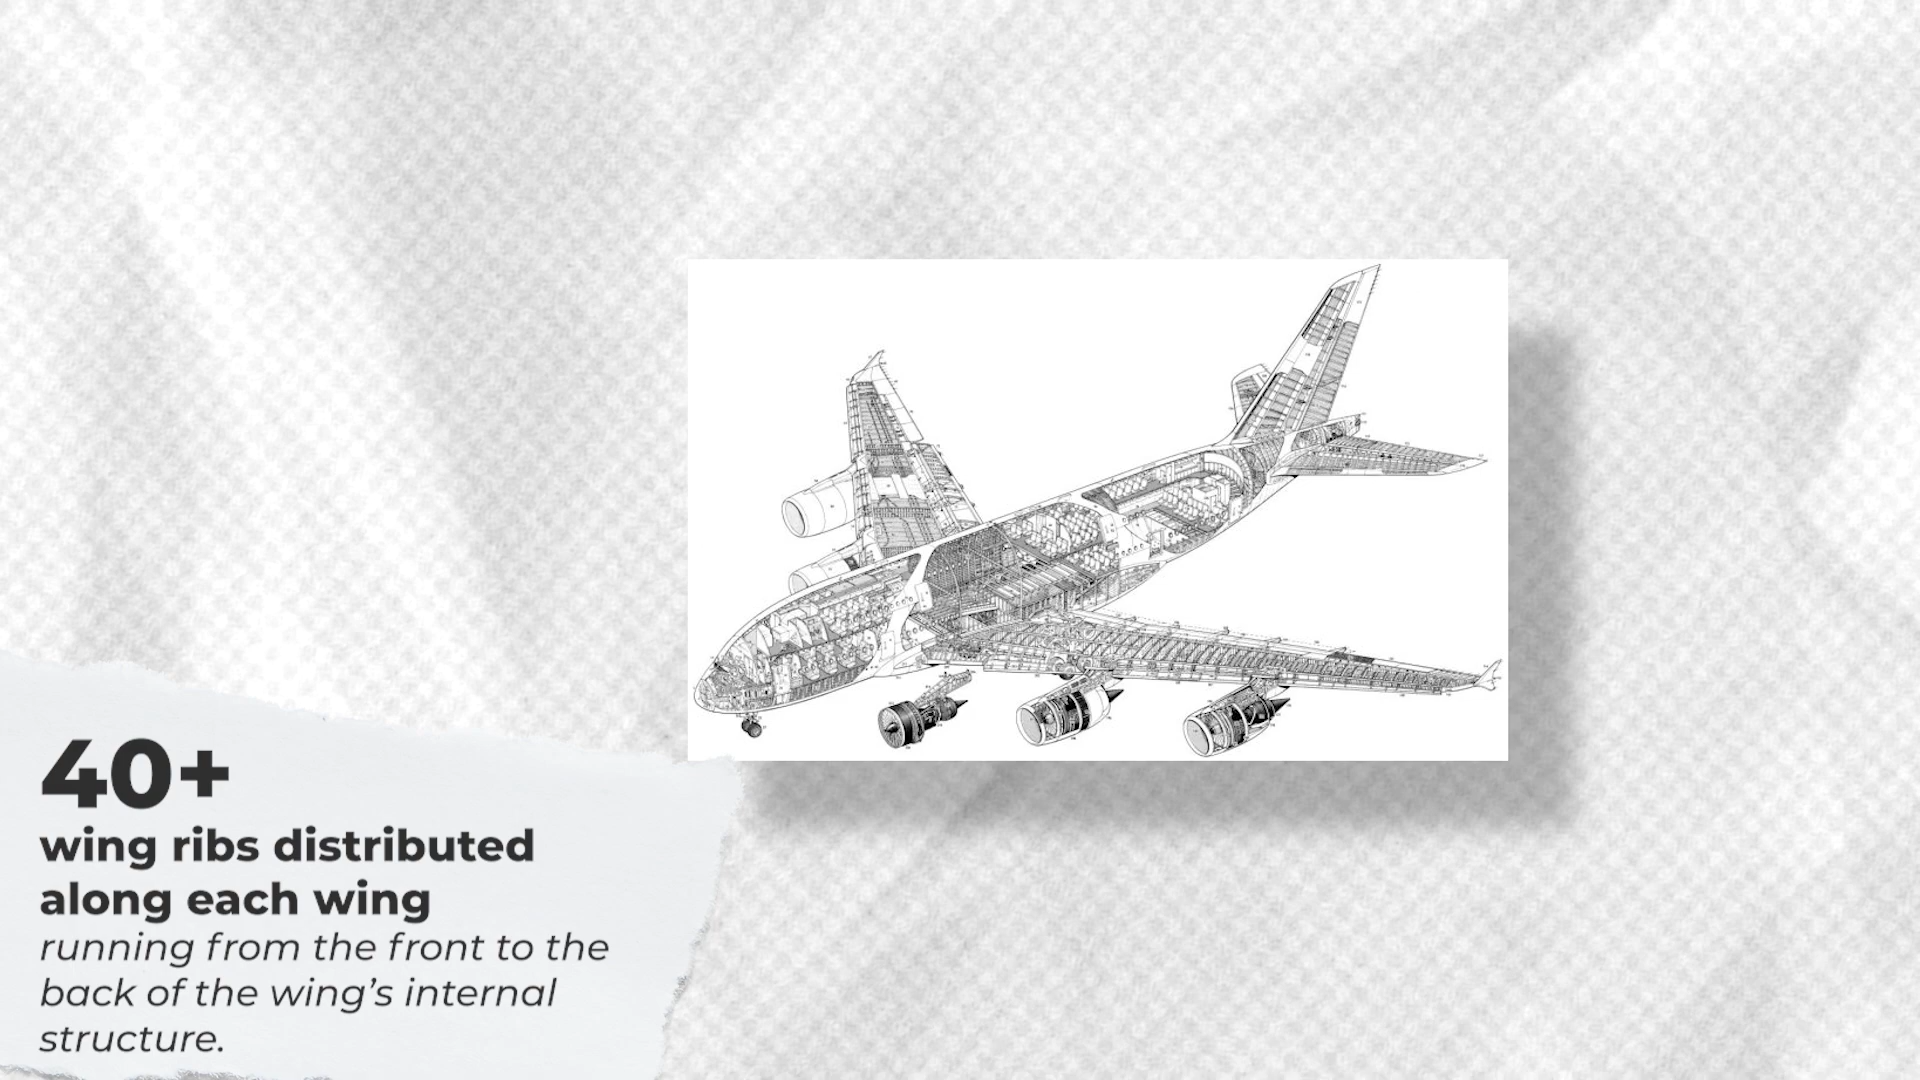 40+
wing ribs distributed
along each wing
running from the front to the
back of the wing’s internal
structure.